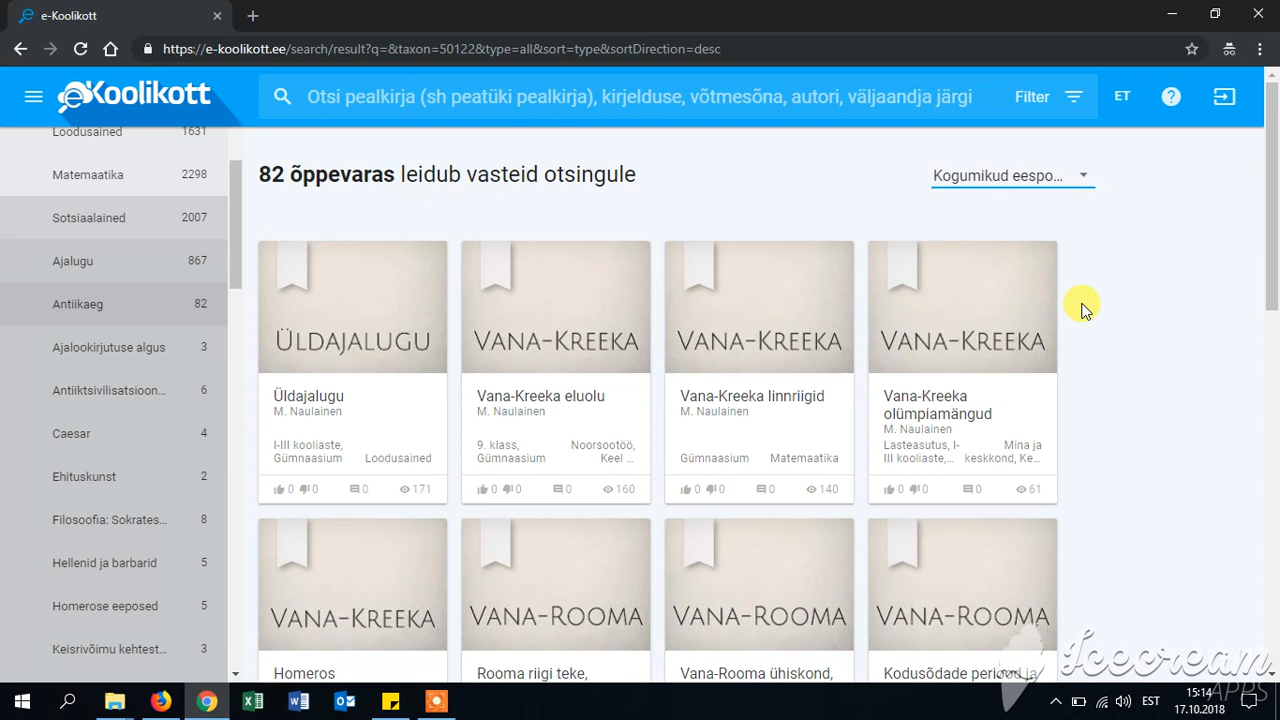 e-Koolikott
https://e-koolikott.ee/search/result?q=&taxon=50122&type=all&sort=type&sortDirection=desc
eKoolikott
Otsi pealkirja (sh peatüki pealkirja), kirjelduse, võtmesõna, autori, väljaandja järgi
Filter
ET
Loodusained 1631
Matemaatika 2298
Sotsiaalained 2007
Ajalugu 867
Antiikaeg 82
Ajalookirjutuse algus 3
Antiiktsivilisatsioon... 6
Caesar 4
Ehituskunst 2
Filosoofia: Sokrates... 8
Hellenid ja barbarid 5
Homerose eeposed 5
Keisrivõimu kehtest... 3
82 õppevaras leidub vasteid otsingule
Kogumikud eespo...
ÜLDAJALUGU
Üldajalugu
M. Naulainen
I-III kooliaste,
Gümnaasium Loodusained
0 0 0 171
VANA-KREEKA
Vana-Kreeka eluolu
M. Naulainen
9. klass, Noorsootöö,
Gümnaasium Keel ...
0 0 0 160
VANA-KREEKA
Vana-Kreeka linnriigid
M. Naulainen
Gümnaasium Matemaatika
0 0 0 140
VANA-KREEKA
Vana-Kreeka
olümpiamängud
M. Naulainen
Lasteasutus, I- Mina ja
III kooliaste,... keskkond, Ke...
0 0 0 61
VANA-KREEKA
Homeros
VANA-ROOMA
Rooma riigi teke,
VANA-ROOMA
Vana-Rooma ühiskond,
VANA-ROOMA
Kodusõdade periood ja
Icecream
APPS
EST
15:14
17.10.2018